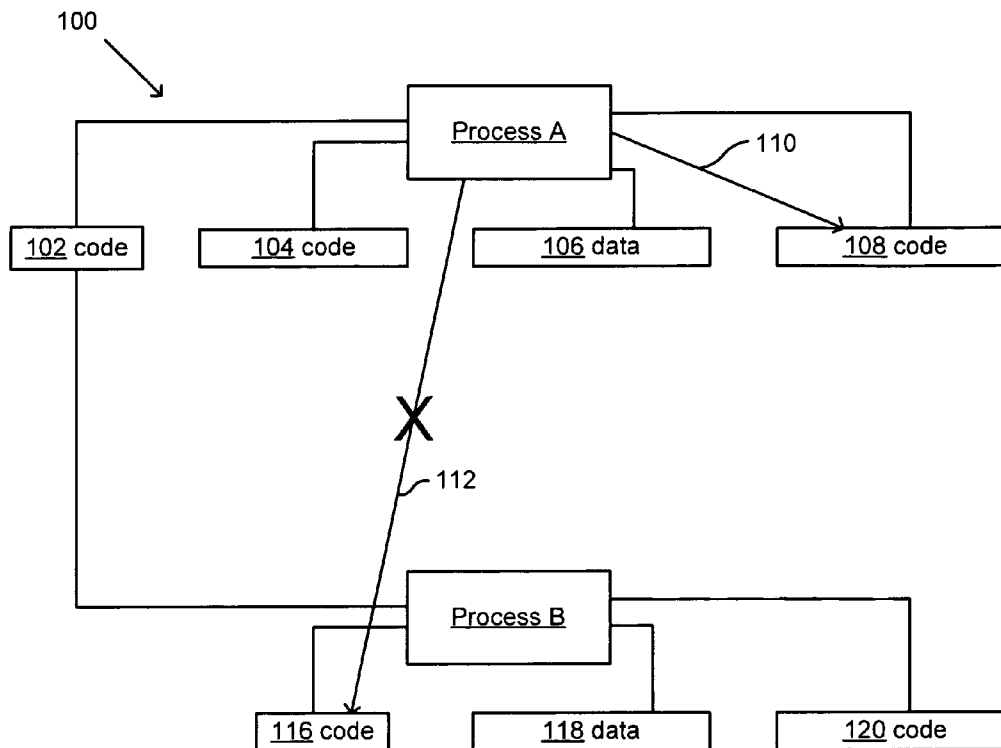 100
Process A
110
102 code
104 code
106 data
108 code
X
112
Process B
116 code
118 data
120 code